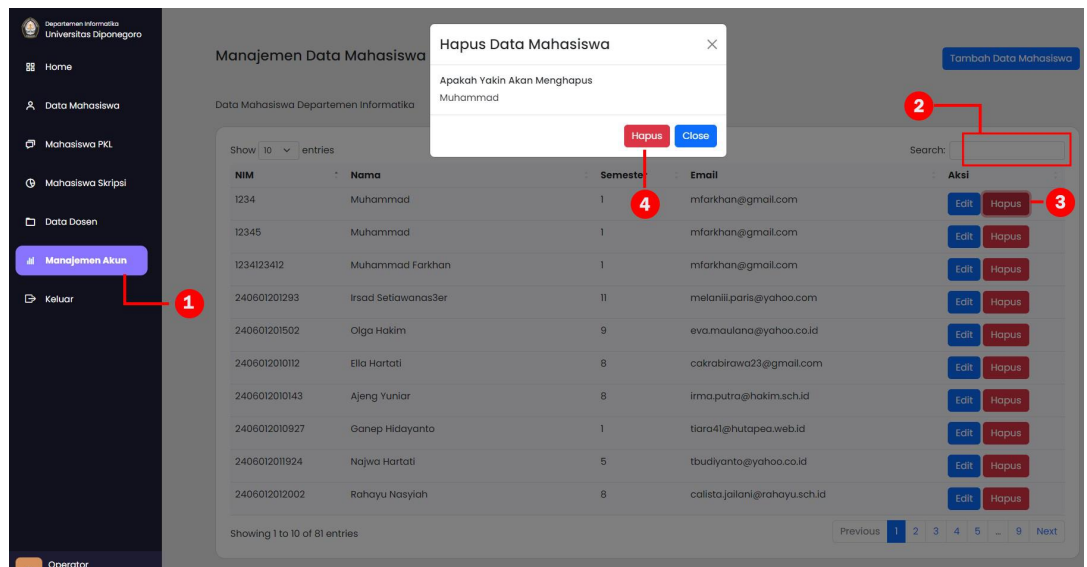 Departemen Informatika
Universitas Diponegoro
Home
Data Mahasiswa
Mahasiswa PKL
Mahasiswa Skripsi
Data Dosen
Manajemen Akun
Keluar
Operator
1
Manajemen Data Mahasiswa
Tambah Data Mahasiswa
Data Mahasiswa Departemen Informatika
Hapus Data Mahasiswa
Apakah Yakin Akan Menghapus
Muhammad
Hapus Close
4
2
Show 10 entries Search:
NIM Nama Semester Email Aksi
1234 Muhammad 1 mfarkhan@gmail.com Edit Hapus 3
12345 Muhammad 1 mfarkhan@gmail.com Edit Hapus
1234123412 Muhammad Farkhan 1 mfarkhan@gmail.com Edit Hapus
240601201293 Irsad Setiawanas3er 11 melaniii.paris@yahoo.com Edit Hapus
240601201502 Olga Hakim 9 eva.maulana@yahoo.co.id Edit Hapus
2406012010112 Ella Hartati 8 cakrabirawa23@gmail.com Edit Hapus
2406012010143 Ajeng Yuniar 8 irma.putra@hakim.sch.id Edit Hapus
2406012010927 Ganep Hidayanto 1 tiara41@hutapea.web.id Edit Hapus
2406012011924 Najwa Hartati 5 tbudiyanto@yahoo.co.id Edit Hapus
2406012012002 Rahayu Nasyiah 8 calista.jailani@rahayu.sch.id Edit Hapus
Showing 1 to 10 of 81 entries
Previous 1 2 3 4 5 … 9 Next